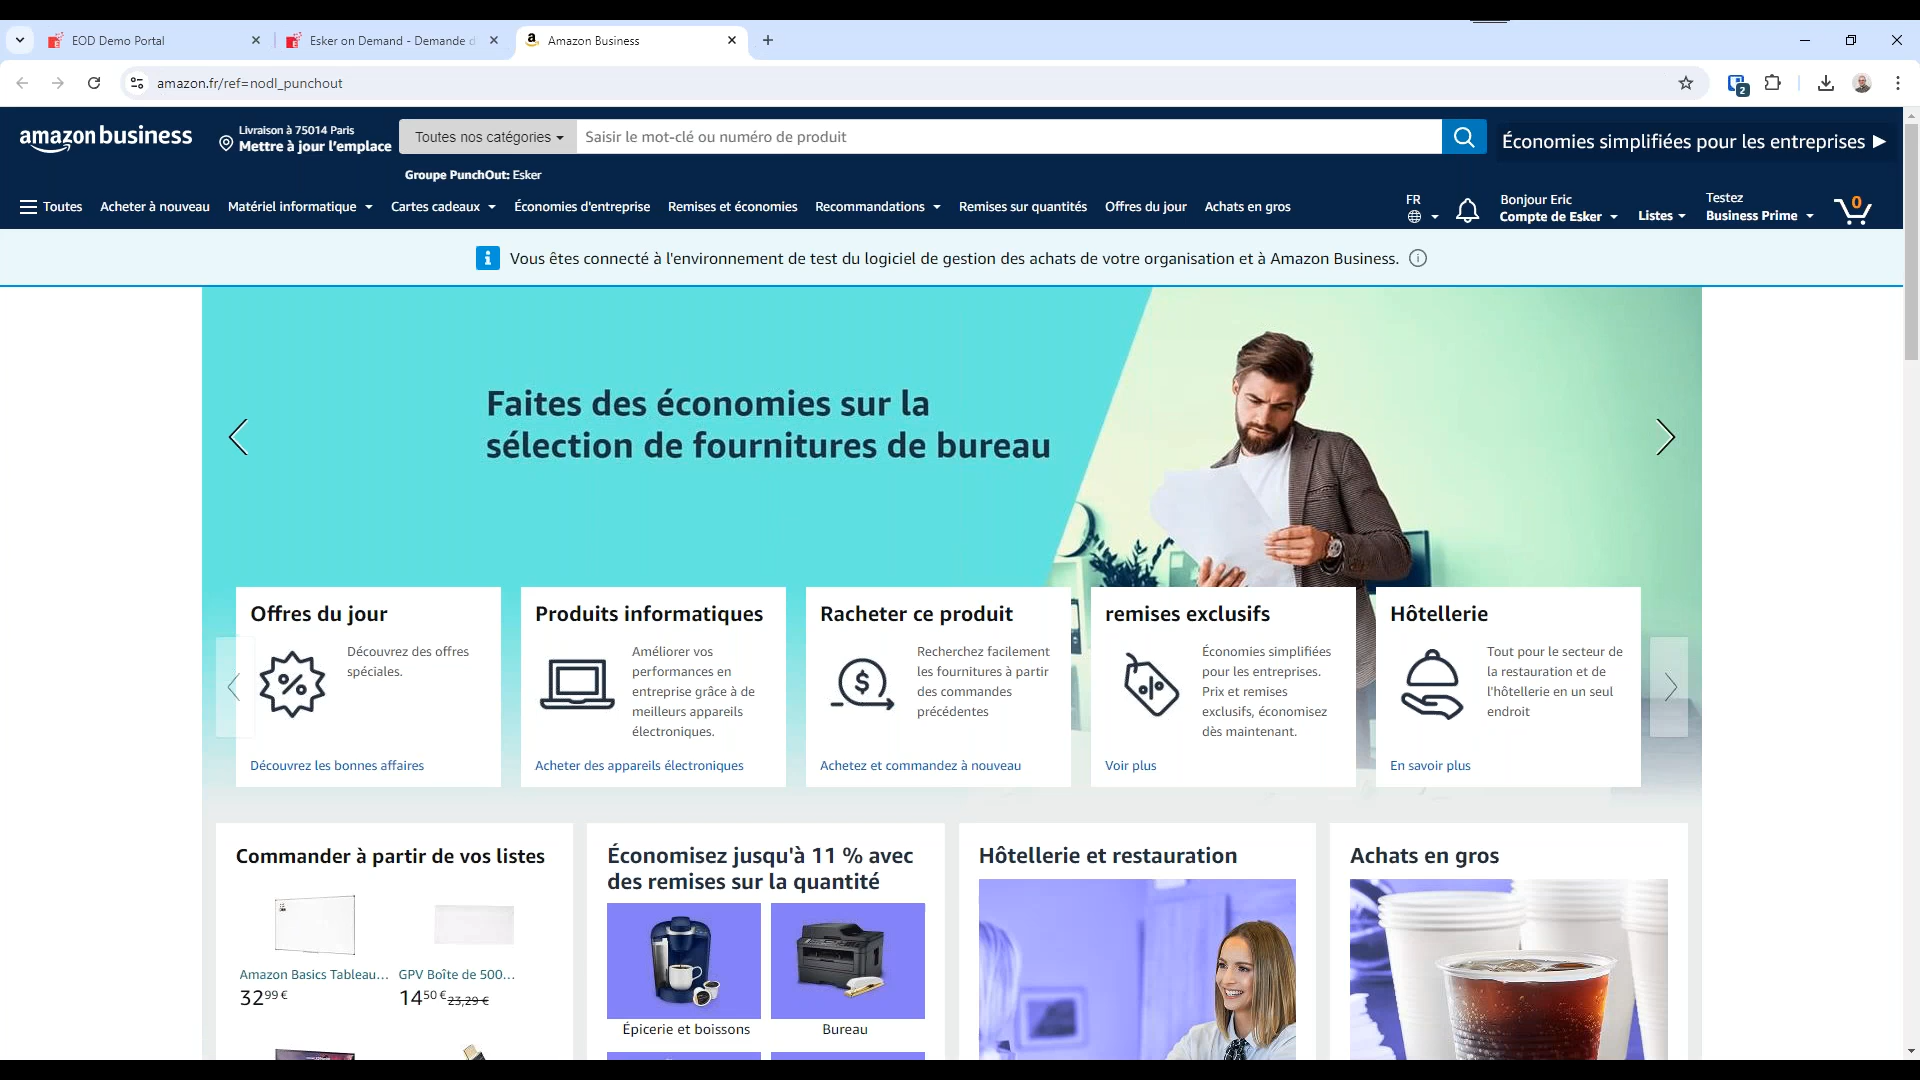 EOD Demo Portal
Esker on Demand - Demande d
Amazon Business
amazon.fr/ref=nodl_punchout
2
amazon business
Livraison à 75014 Paris
Mettre à jour l'emplace
Toutes nos catégories
Saisir le mot-clé ou numéro de produit
Économies simplifiées pour les entreprises ▶
Groupe PunchOut: Esker
Toutes
Acheter à nouveau
Matériel informatique
Cartes cadeaux
Économies d'entreprise
Remises et économies
Recommandations
Remises sur quantités
Offres du jour
Achats en gros
FR
Bonjour Eric
Compte de Esker
Listes
Testez
Business Prime
0
Vous êtes connecté à l'environnement de test du logiciel de gestion des achats de votre organisation et à Amazon Business.
Faites des économies sur la
sélection de fournitures de bureau
Offres du jour
Découvrez des offres
spéciales.
Découvrez les bonnes affaires
Produits informatiques
Améliorer vos
performances en
entreprise grâce à de
meilleurs appareils
électroniques.
Acheter des appareils électroniques
Racheter ce produit
Recherchez facilement
les fournitures à partir
des commandes
précédentes
Achetez et commandez à nouveau
remises exclusifs
Économies simplifiées
pour les entreprises.
Prix et remises
exclusifs, économisez
dès maintenant.
Voir plus
Hôtellerie
Tout pour le secteur de
la restauration et de
l'hôtellerie en un seul
endroit
En savoir plus
Commander à partir de vos listes
Amazon Basics Tableau...
32,99 €
GPV Boîte de 500...
14,50 € 23,29 €
Économisez jusqu'à 11 % avec
des remises sur la quantité
Épicerie et boissons
Bureau
Hôtellerie et restauration
Achats en gros